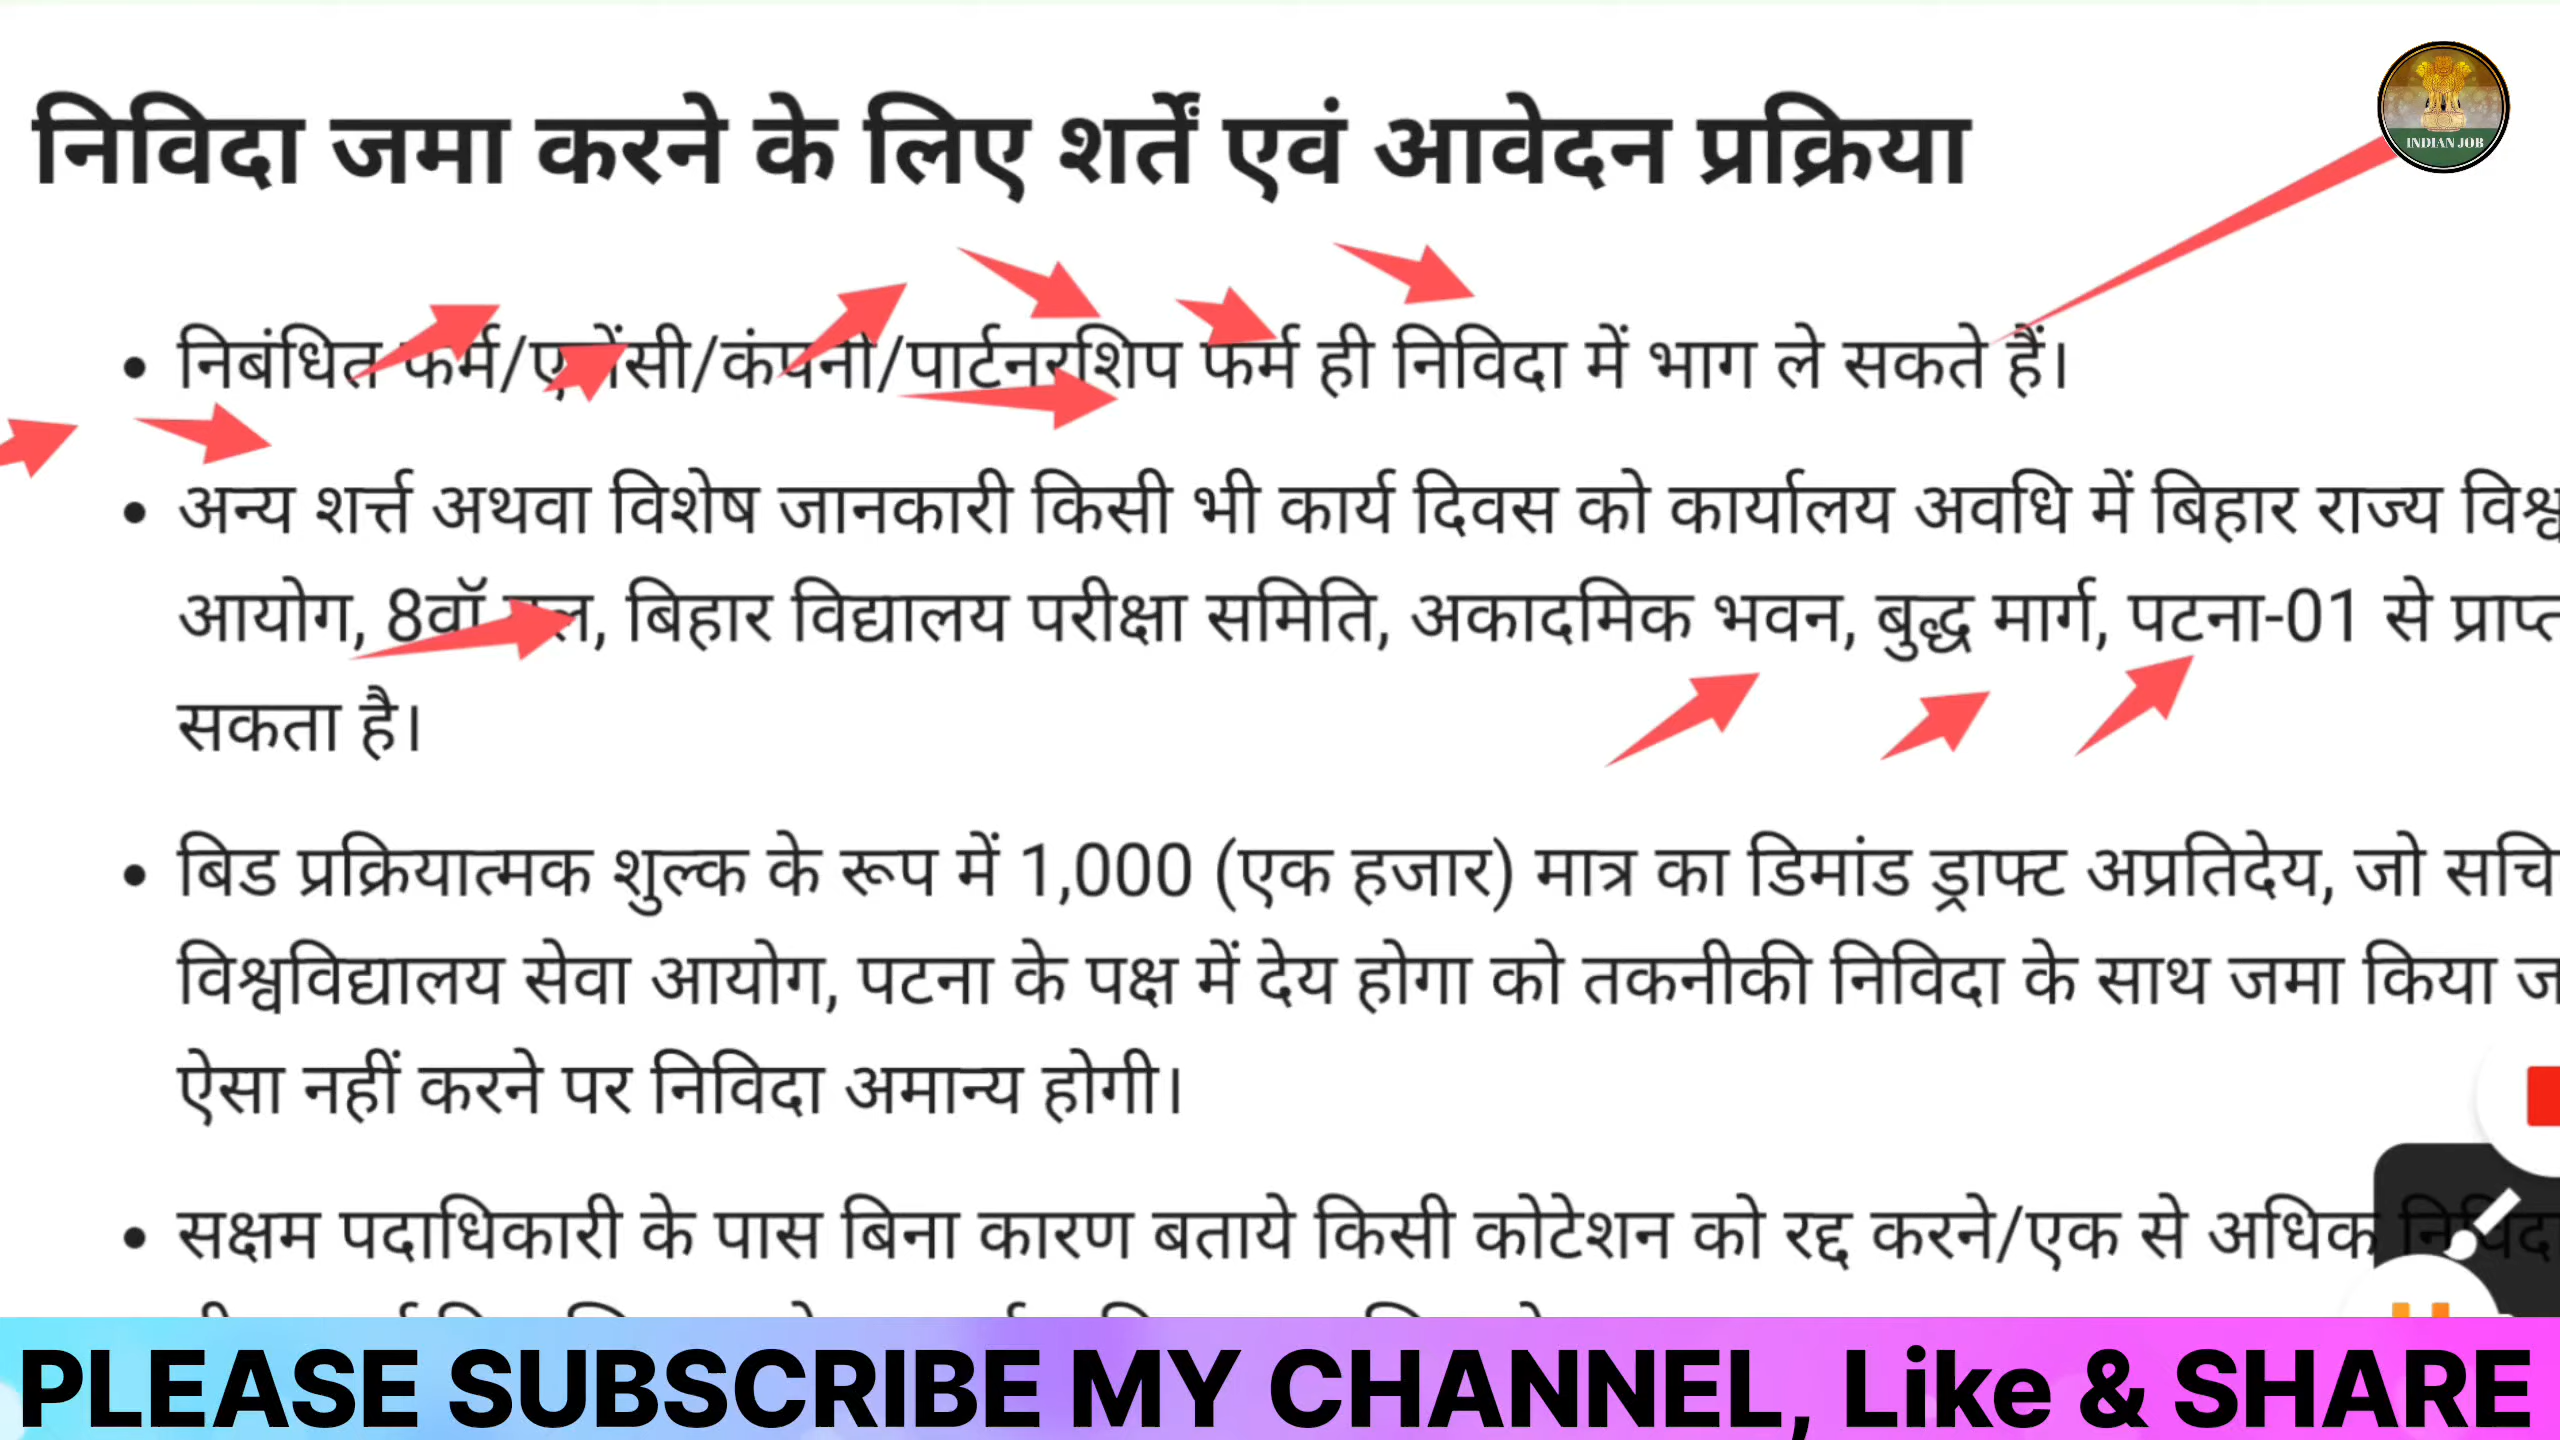 निविदा जमा करने के लिए शर्तें एवं आवेदन प्रक्रिया
INDIAN JOB
• निबंधित फर्म/एजेंसी/कंपनी/पार्टनरशिप फर्म ही निविदा में भाग ले सकते हैं।
• अन्य शर्त्त अथवा विशेष जानकारी किसी भी कार्य दिवस को कार्यालय अवधि में बिहार राज्य
आयोग, 8वॉ तल, बिहार विद्यालय परीक्षा समिति, अकादमिक भवन, बुद्ध मार्ग, पटना-01 से प्राप्त
सकता है।
• बिड प्रक्रियात्मक शुल्क के रूप में 1,000 (एक हजार) मात्र का डिमांड ड्राफ्ट अप्रतिदेय, जो
विश्वविद्यालय सेवा आयोग, पटना के पक्ष में देय होगा को तकनीकी निविदा के साथ जमा किया
ऐसा नहीं करने पर निविदा अमान्य होगी।
• सक्षम पदाधिकारी के पास बिना कारण बताये किसी कोटेशन को रद्द करने/एक से अधिक
PLEASE SUBSCRIBE MY CHANNEL, Like & SHARE